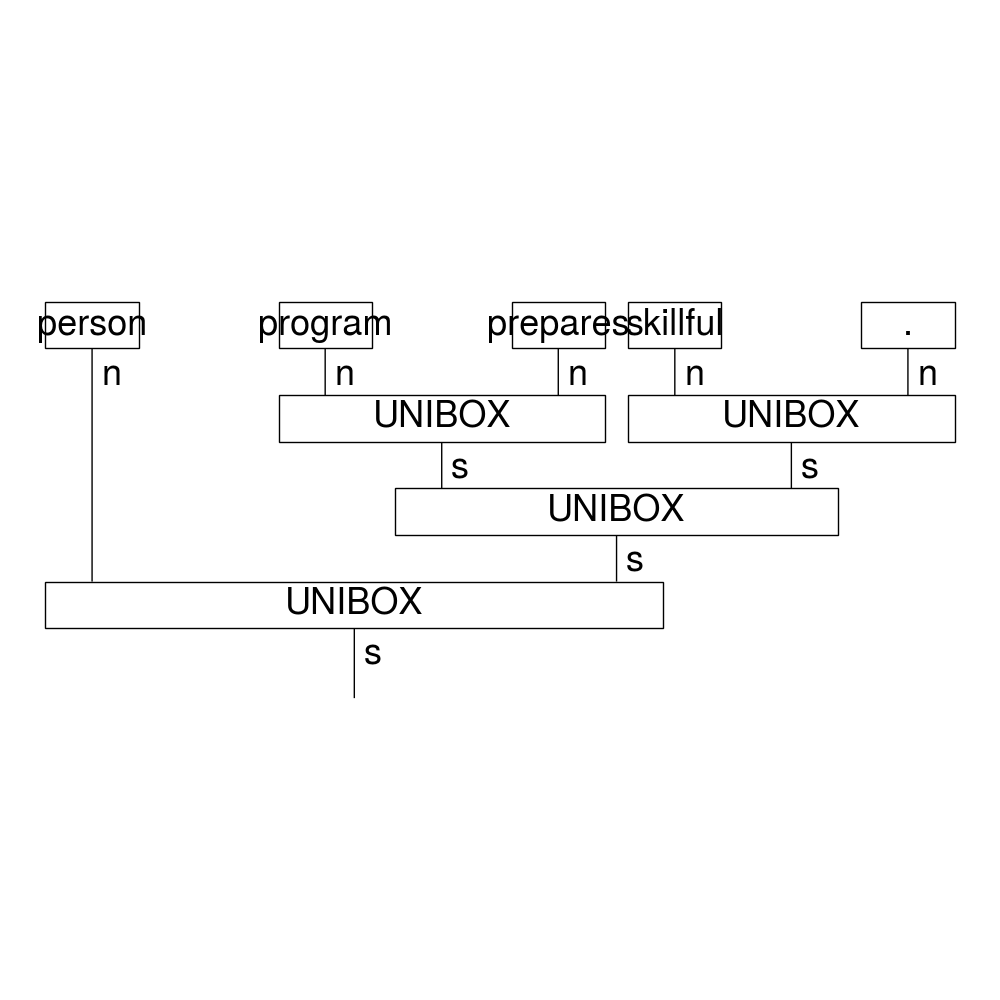 person program prepares skillful .
n n n n n
UNIBOX UNIBOX
s s
UNIBOX
s
UNIBOX
s